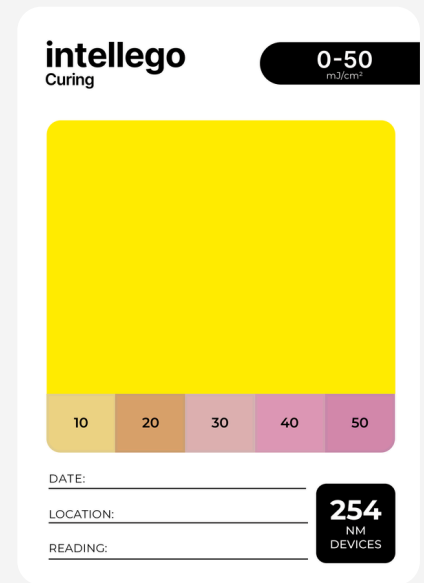 intellego
Curing
0-50
mJ/cm²
10 20 30 40 50
DATE:
LOCATION:
READING:
254
NM
DEVICES